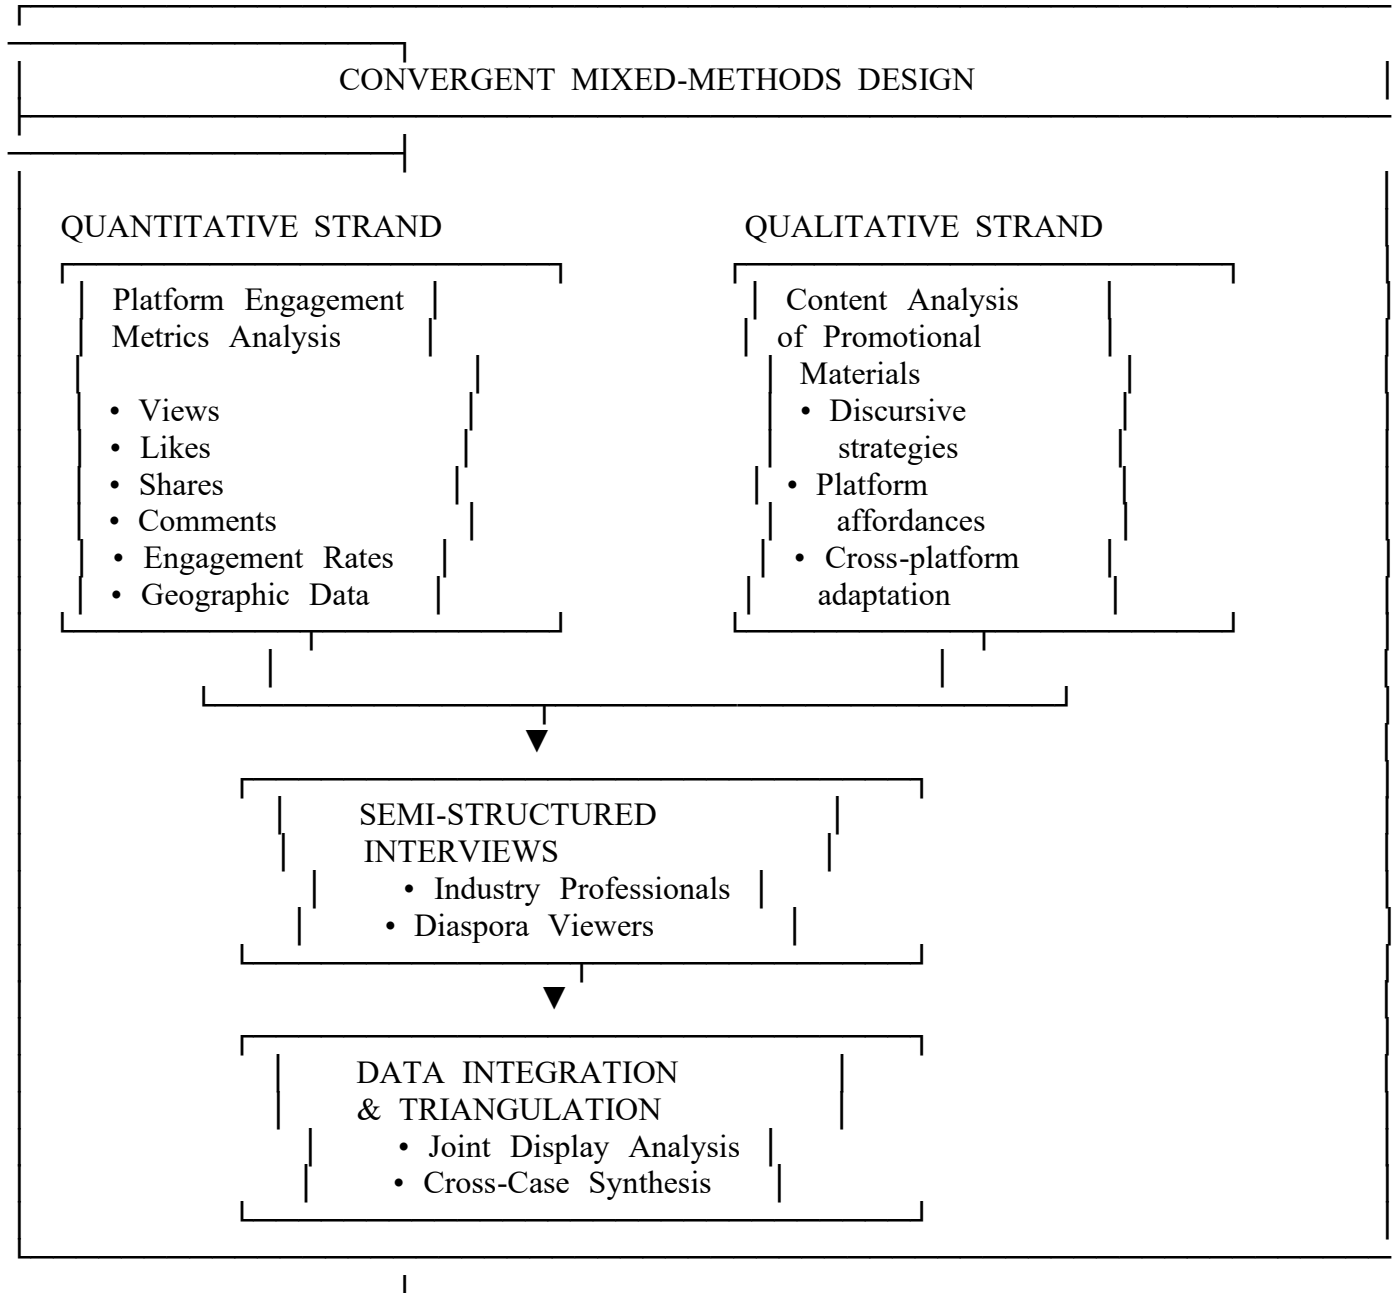 CONVERGENT MIXED-METHODS DESIGN
QUANTITATIVE STRAND
Platform Engagement
Metrics Analysis
• Views
• Likes
• Shares
• Comments
• Engagement Rates
• Geographic Data
QUALITATIVE STRAND
Content Analysis
of Promotional
Materials
• Discursive
strategies
• Platform
affordances
• Cross-platform
adaptation
▼
SEMI-STRUCTURED
INTERVIEWS
• Industry Professionals
• Diaspora Viewers
▼
DATA INTEGRATION
& TRIANGULATION
• Joint Display Analysis
• Cross-Case Synthesis